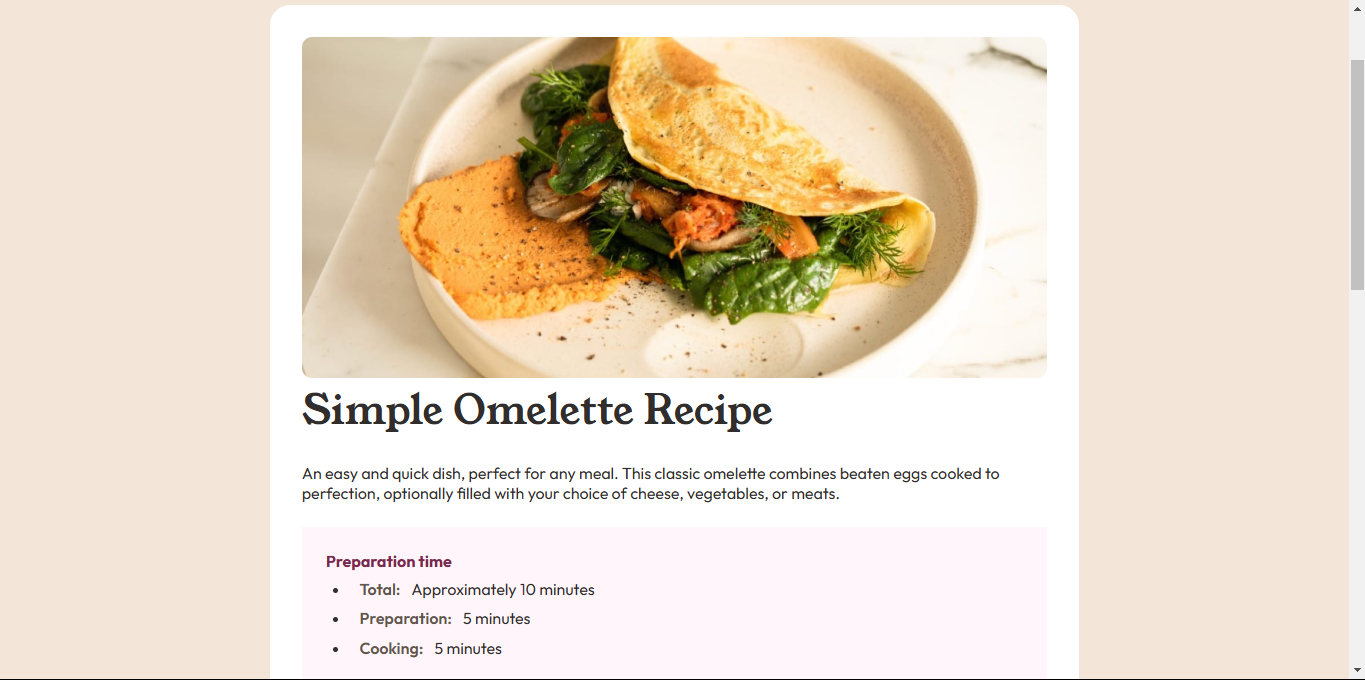 Simple Omelette Recipe
An easy and quick dish, perfect for any meal. This classic omelette combines beaten eggs cooked to
perfection, optionally filled with your choice of cheese, vegetables, or meats.
Preparation time
• Total: Approximately 10 minutes
• Preparation: 5 minutes
• Cooking: 5 minutes